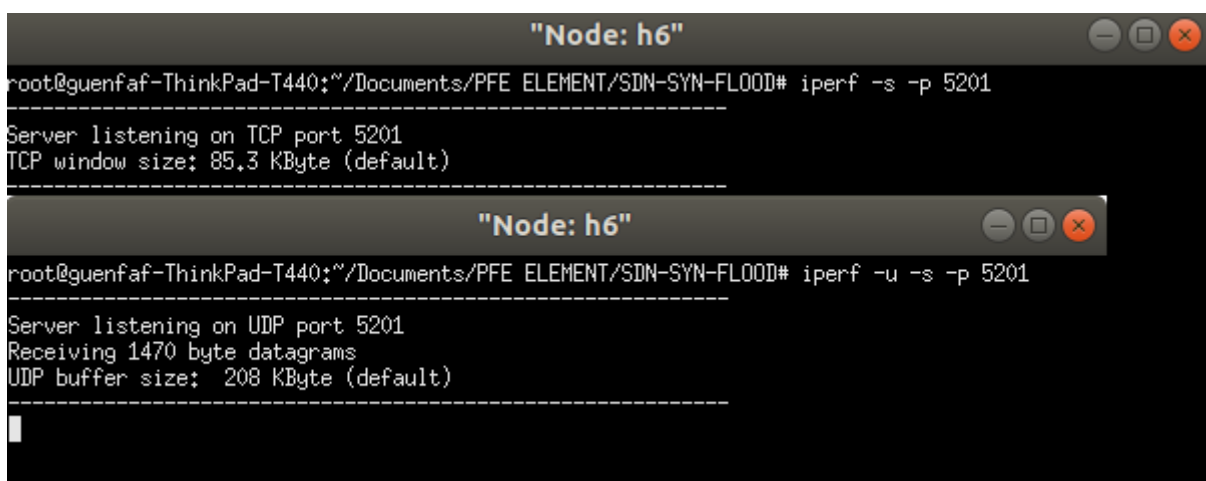 "Node: h6"
root@guenfaf-ThinkPad-T440:~/Documents/PFE ELEMENT/SDN-SYN-FLOOD# iperf -s -p 5201
------------------------------------------------------------
Server listening on TCP port 5201
TCP window size: 85.3 KByte (default)
------------------------------------------------------------
"Node: h6"
root@guenfaf-ThinkPad-T440:~/Documents/PFE ELEMENT/SDN-SYN-FLOOD# iperf -u -s -p 5201
------------------------------------------------------------
Server listening on UDP port 5201
Receiving 1470 byte datagrams
UDP buffer size:  208 KByte (default)
------------------------------------------------------------